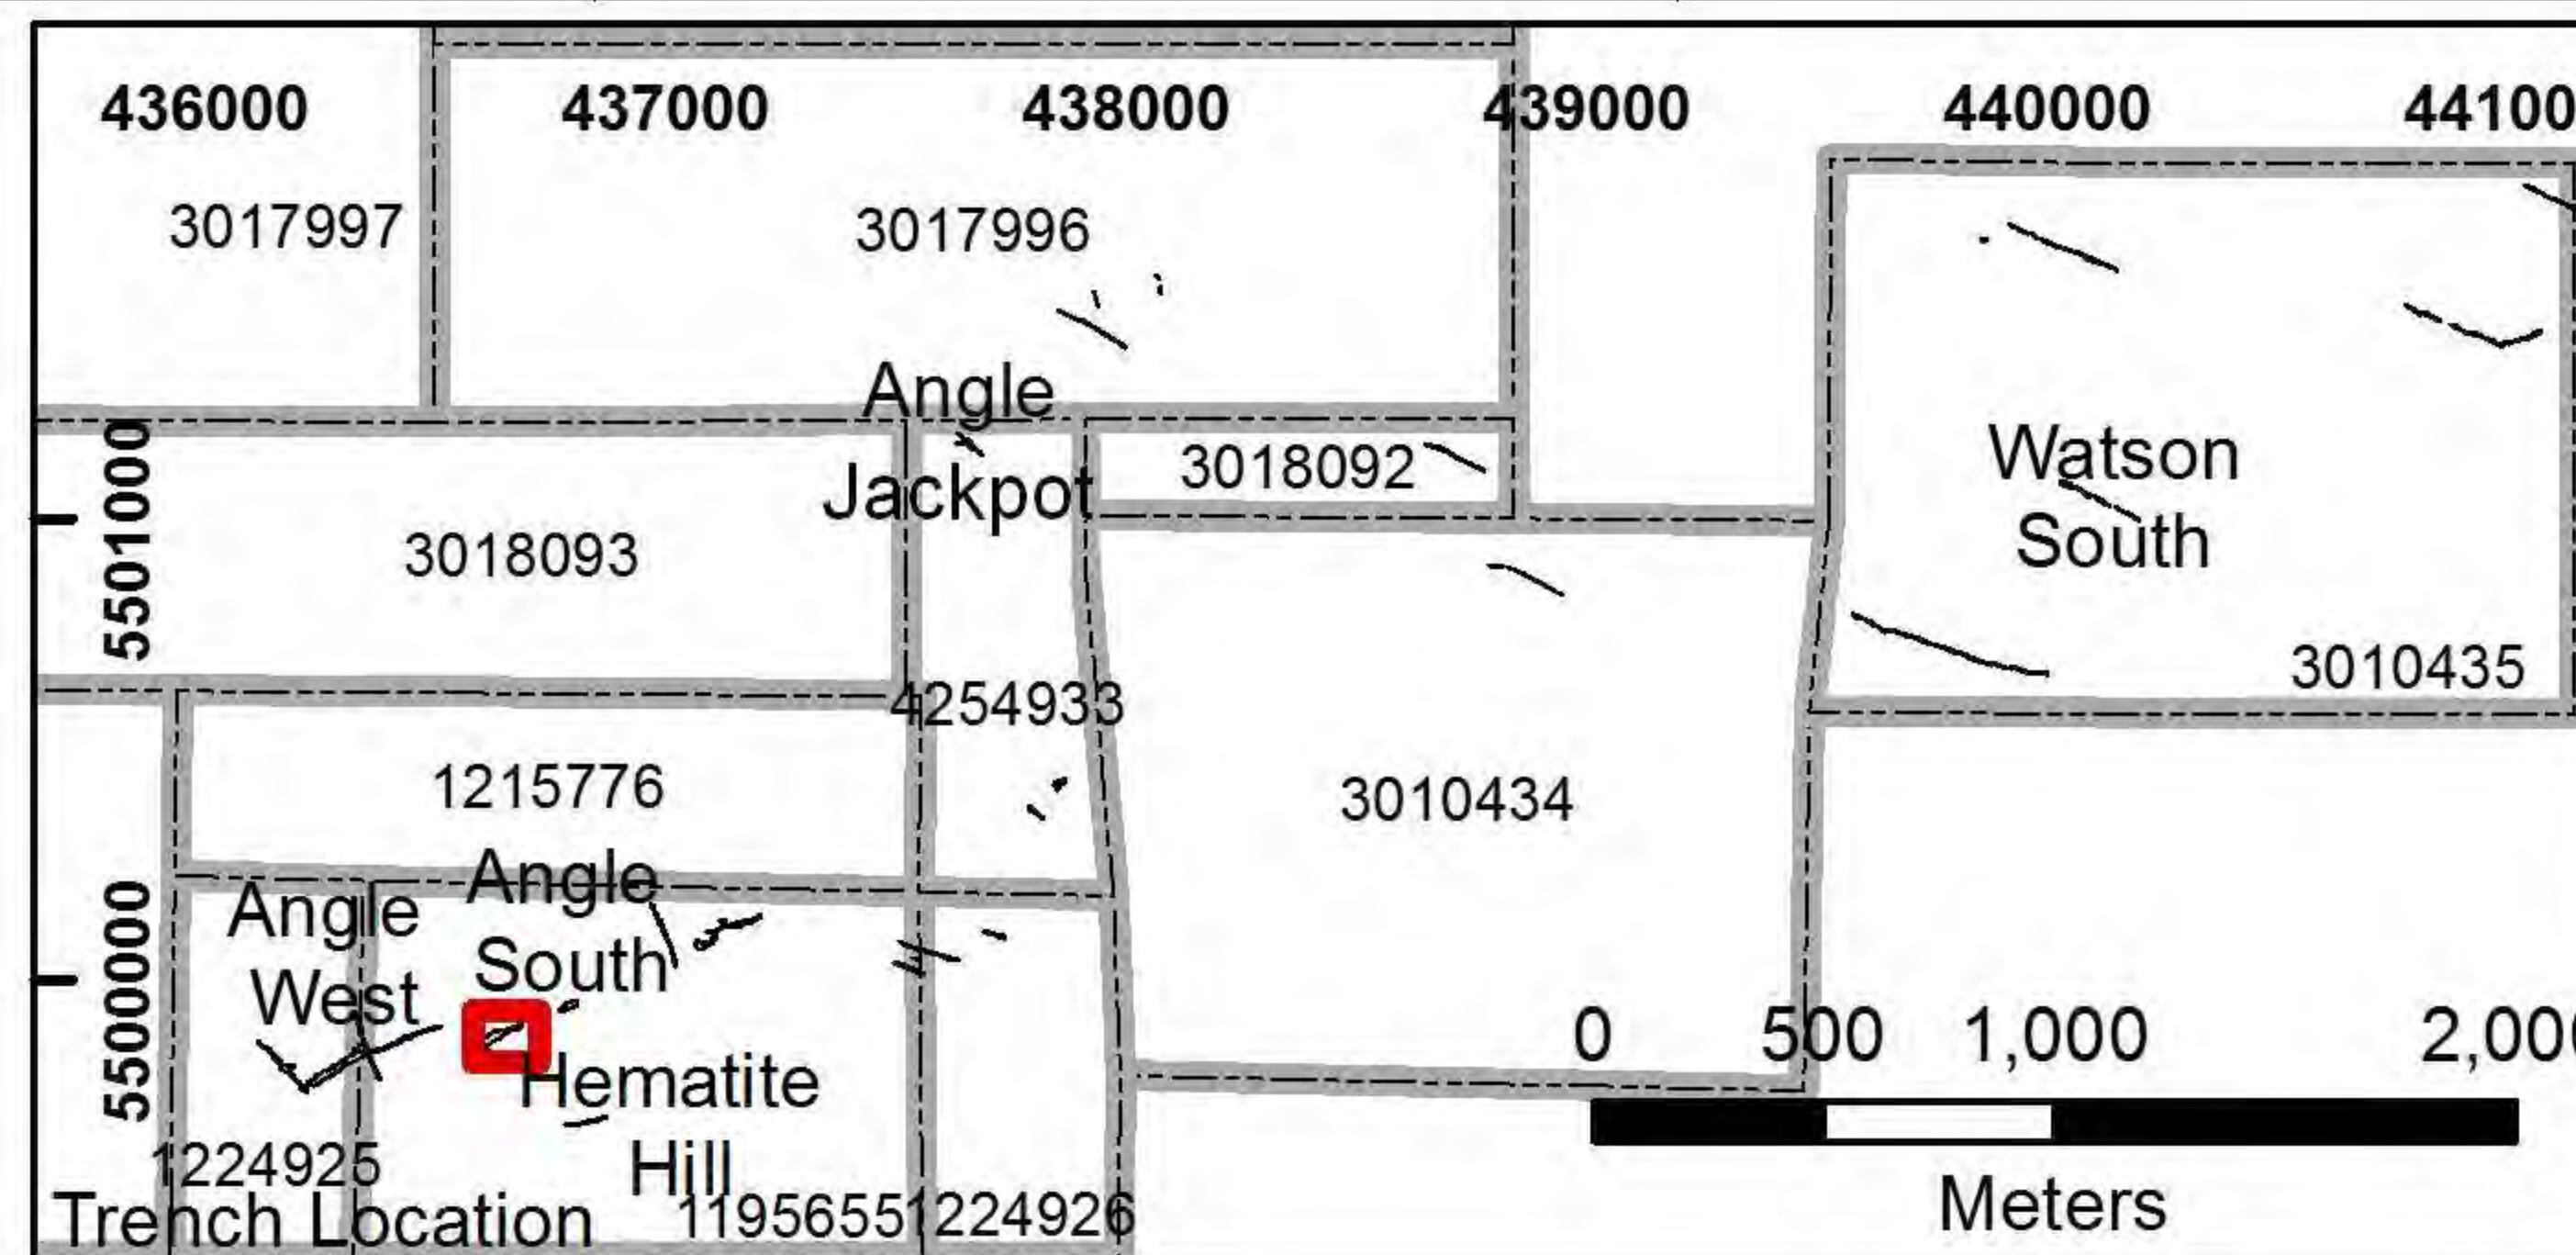 436000 437000 438000 439000 440000 44100
3017997
3017996
Angle
Jackpot
3018092
Watson
South
5501000
3018093
3010435
4254933
1215776
3010434
Angle
South
Angle
West
5500000
0 500 1,000 2,00
Hematite
Hill
1224925
1195655 1224926
Meters
Trench Location